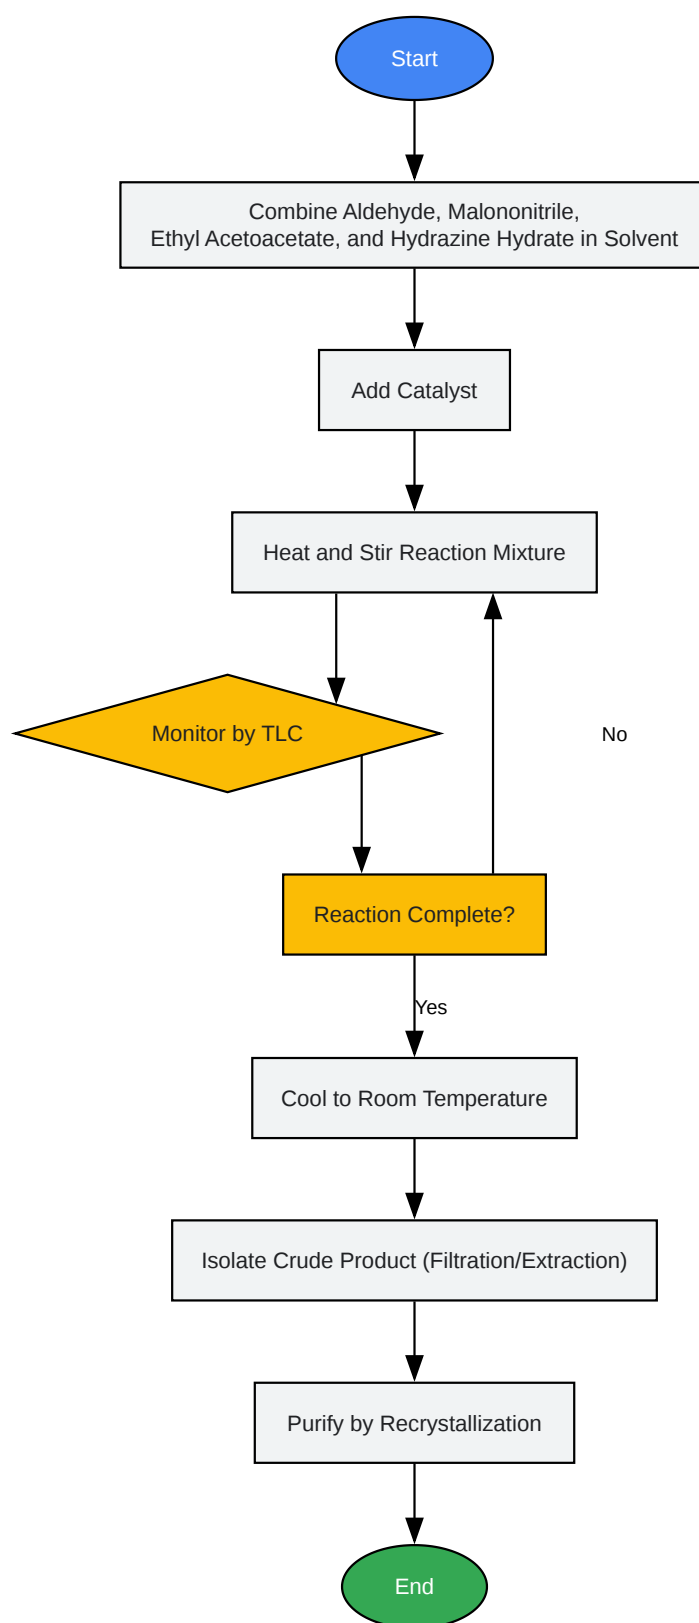 Start
Combine Aldehyde, Malononitrile,
Ethyl Acetoacetate, and Hydrazine Hydrate in Solvent
Add Catalyst
Heat and Stir Reaction Mixture
Monitor by TLC
No
Reaction Complete?
Yes
Cool to Room Temperature
Isolate Crude Product (Filtration/Extraction)
Purify by Recrystallization
End